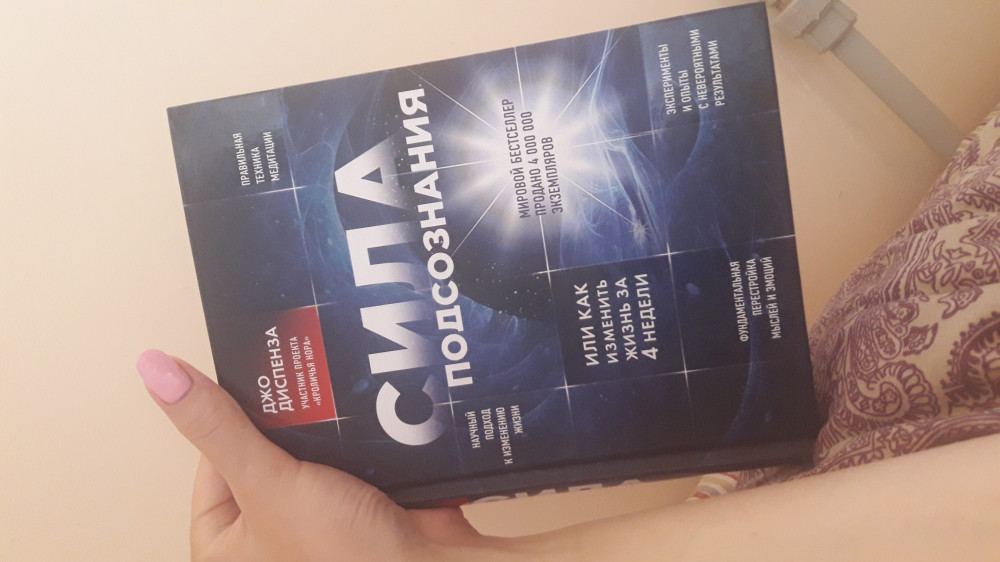 ДЖО
ДИСПЕНЗА
УЧАСТНИК ПРОЕКТА
«КРОЛИЧЬЯ НОРА»
ПРАВИЛЬНАЯ
ТЕХНИКА
МЕДИТАЦИИ
СИЛА
ПОДСОЗНАНИЯ,
НАУЧНЫЙ
ПОДХОД
К ИЗМЕНЕНИЮ
ЖИЗНИ
МИРОВОЙ БЕСТСЕЛЛЕР
ПРОДАНО 4 000 000
ЭКЗЕМПЛЯРОВ
ИЛИ КАК
ИЗМЕНИТЬ
ЖИЗНЬ ЗА
4 НЕДЕЛИ
ЭКСПЕРИМЕНТЫ
И ОПЫТЫ
С НЕВЕРОЯТНЫМИ
РЕЗУЛЬТАТАМИ
ФУНДАМЕНТАЛЬНАЯ
ПЕРЕСТРОЙКА
МЫСЛЕЙ И ЭМОЦИЙ
СИЛА